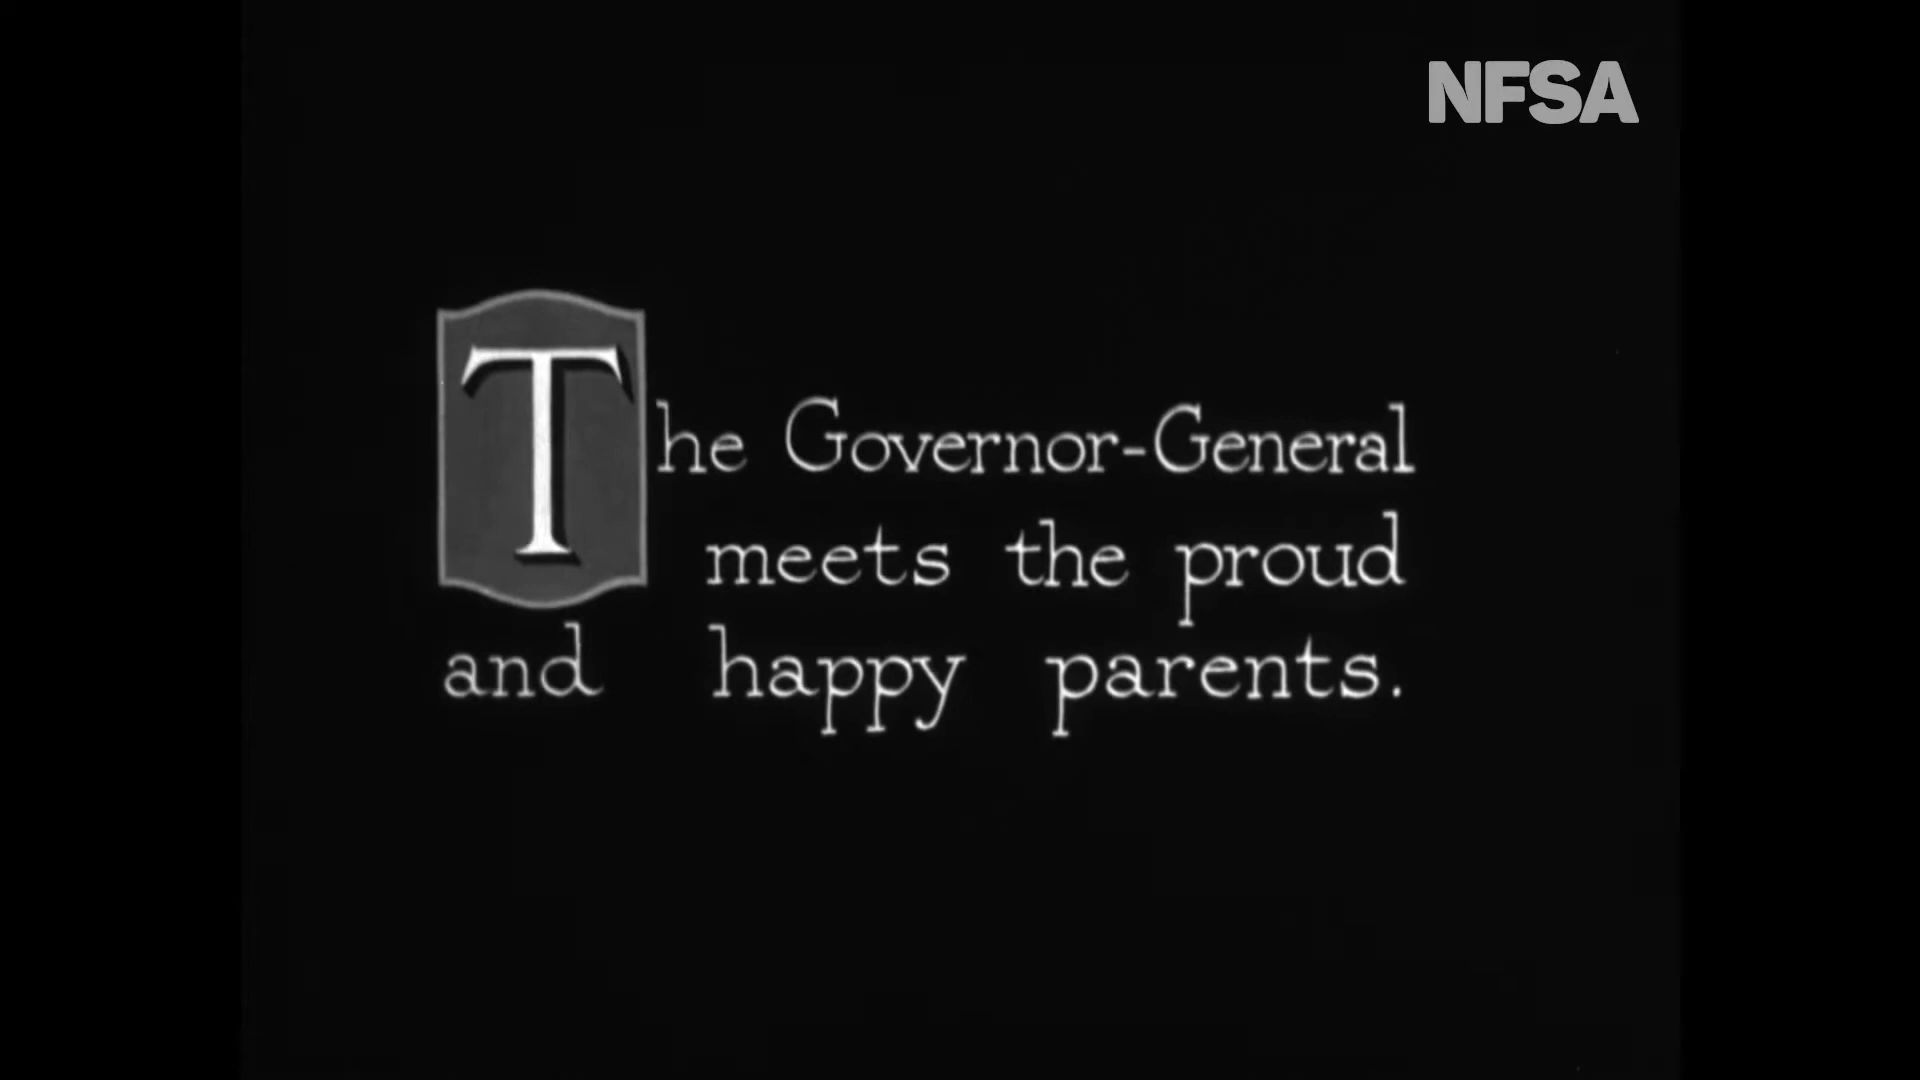 NFSA
The Governor-General
meets the proud
and happy parents.